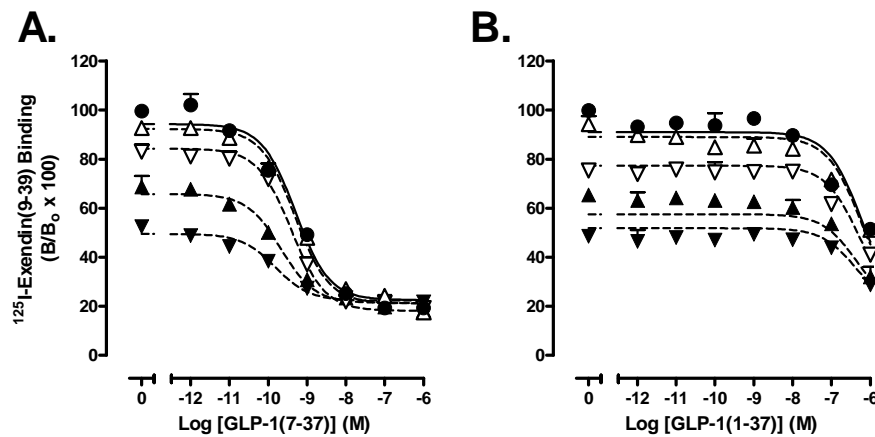 A.
120
100
80
60
40
20
0
¹²⁵I-Exendin(9-39) Binding
(B/Bₒ x 100)
0 -12 -11 -10 -9 -8 -7 -6
Log [GLP-1(7-37)] (M)
B.
120
100
80
60
40
20
0
0 -12 -11 -10 -9 -8 -7 -6
Log [GLP-1(1-37)] (M)